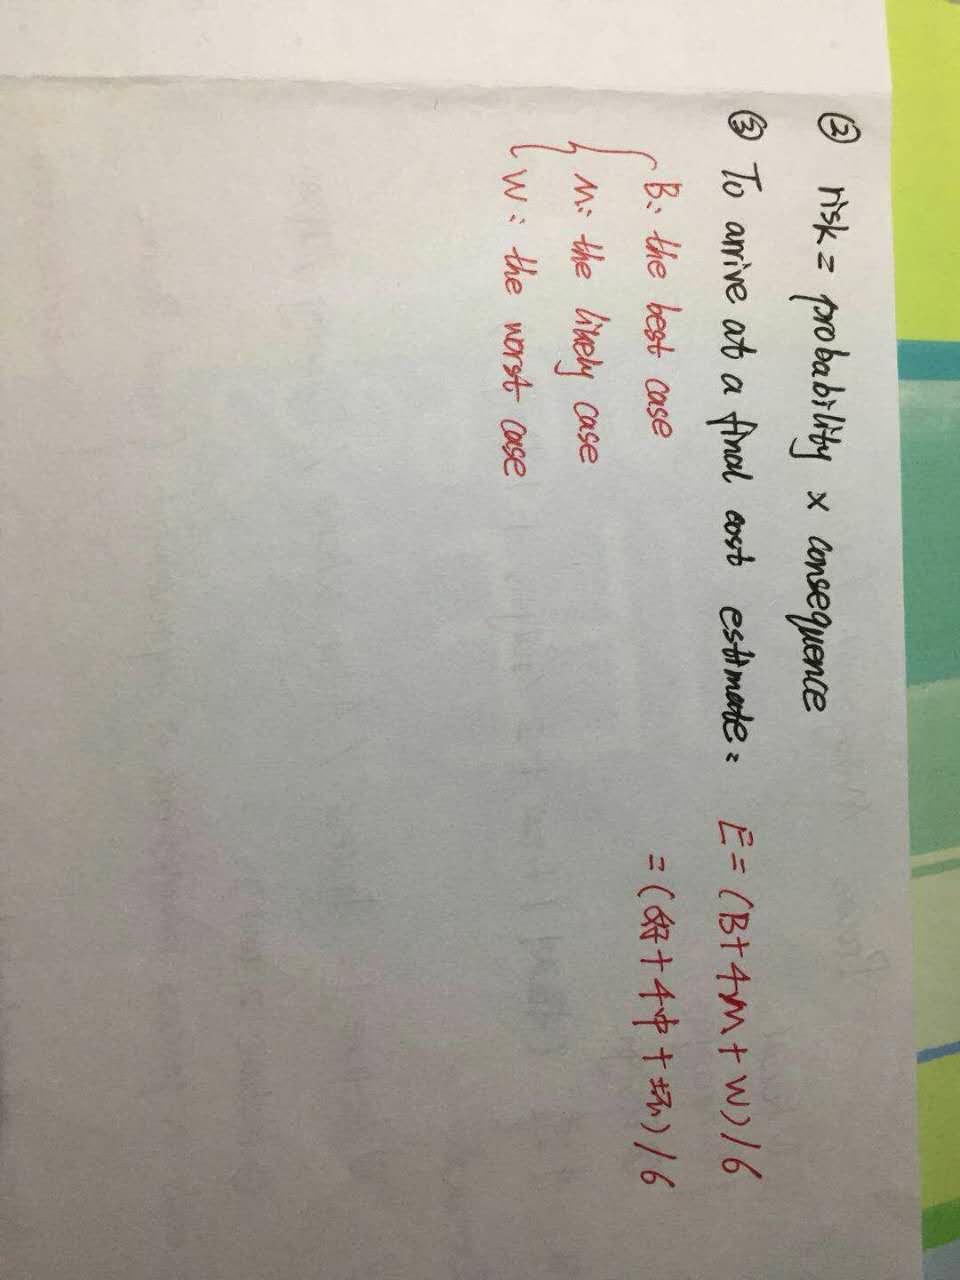 ② risk = probability × consequence
③ To arrive at a final cost estimate: E = (B+4M+W)/6
= (好+4中+坏)/6
B: the best case
M: the likely case
W: the worst case